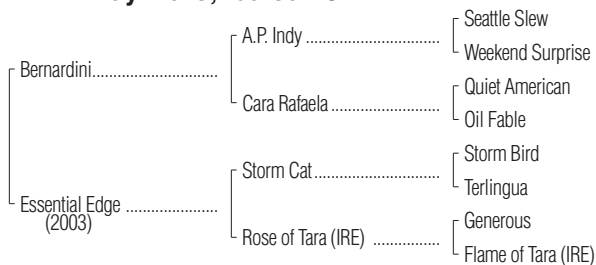 Seattle Slew
A.P. Indy
Weekend Surprise
Bernardini
Quiet American
Cara Rafaela
Oil Fable
Storm Bird
Storm Cat
Terlingua
Essential Edge
(2003)
Generous
Rose of Tara (IRE)
Flame of Tara (IRE)